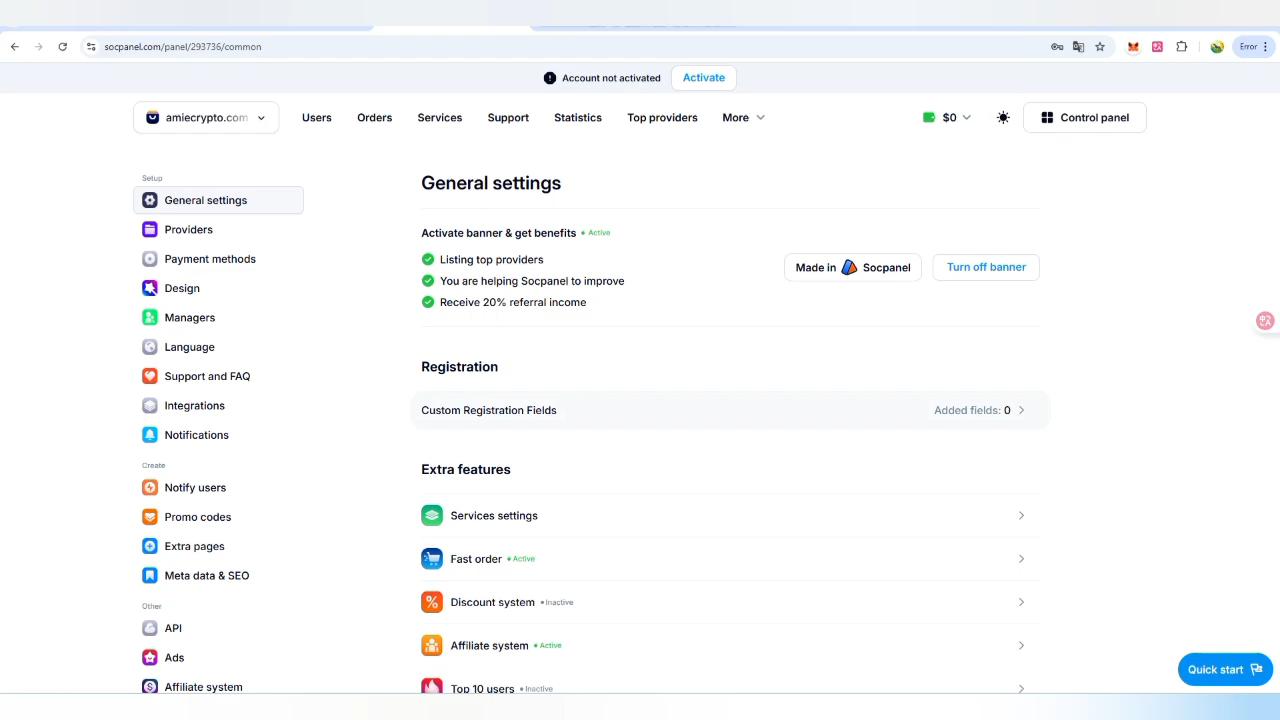 socpanel.com/panel/293736/common
Error
Account not activated
Activate
amiecrypto.com
Users
Orders
Services
Support
Statistics
Top providers
More
$0
Control panel
Setup
General settings
Providers
Payment methods
Design
Managers
Language
Support and FAQ
Integrations
Notifications
Create
Notify users
Promo codes
Extra pages
Meta data & SEO
Other
API
Ads
Affiliate system
General settings
Activate banner & get benefits Active
Listing top providers
You are helping Socpanel to improve
Receive 20% referral income
Made in Socpanel
Turn off banner
Registration
Custom Registration Fields
Added fields: 0
Extra features
Services settings
Fast order Active
Discount system Inactive
Affiliate system Active
Top 10 users Inactive
Quick start